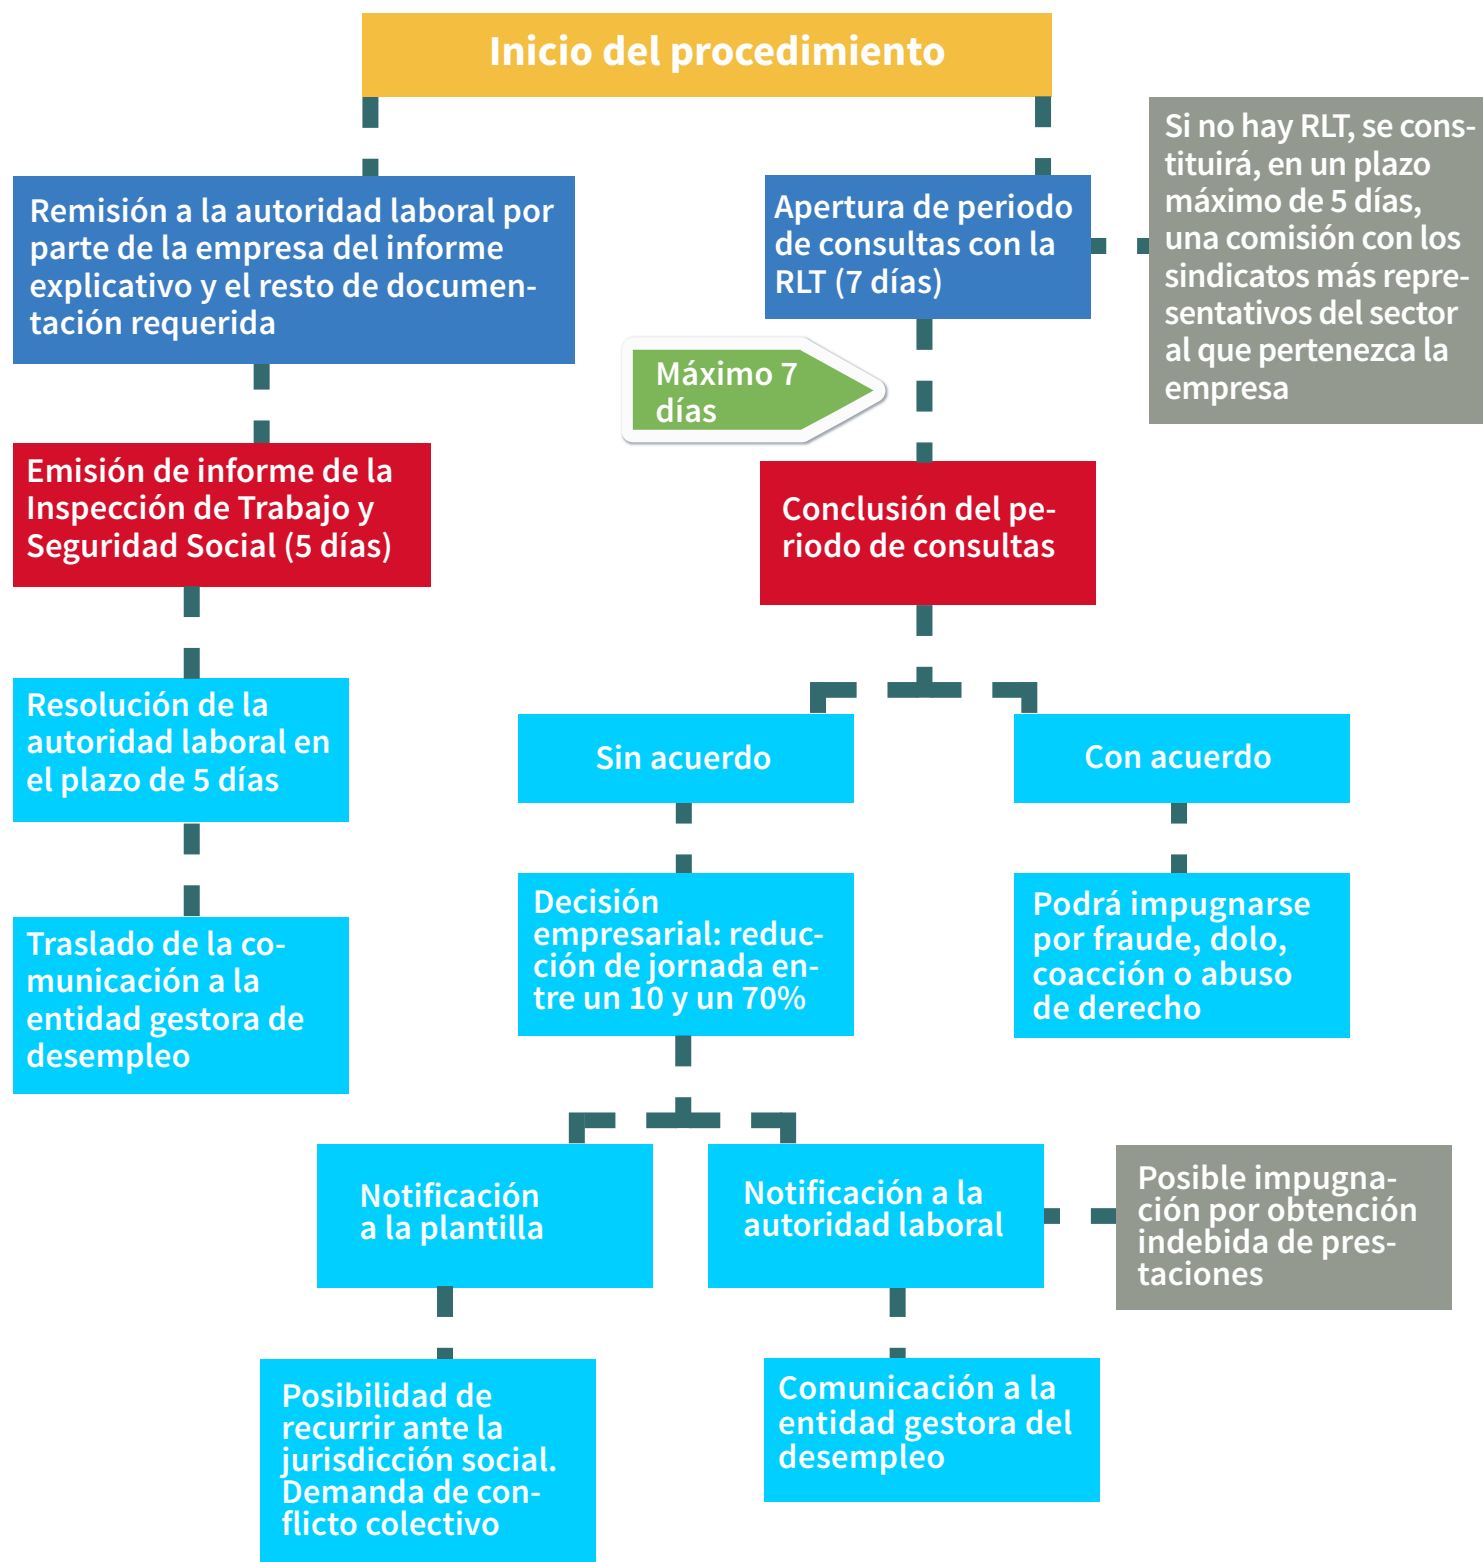 Inicio del procedimiento
Remisión a la autoridad laboral por
parte de la empresa del informe
explicativo y el resto de documen-
tación requerida
Apertura de periodo
de consultas con la
RLT (7 días)
Si no hay RLT, se cons-
tituirá, en un plazo
máximo de 5 días,
una comisión con los
sindicatos más repre-
sentativos del sector
al que pertenezca la
empresa
Máximo 7
días
Emisión de informe de la
Inspección de Trabajo y
Seguridad Social (5 días)
Conclusión del pe-
riodo de consultas
Resolución de la
autoridad laboral en
el plazo de 5 días
Sin acuerdo
Con acuerdo
Traslado de la co-
municación a la
entidad gestora de
desempleo
Decisión
empresarial: reduc-
ción de jornada en-
tre un 10 y un 70%
Podrá impugnarse
por fraude, dolo,
coacción o abuso
de derecho
Notificación
a la plantilla
Notificación a la
autoridad laboral
Posible impugna-
ción por obtención
indebida de pres-
taciones
Posibilidad de
recurrir ante la
jurisdicción social.
Demanda de con-
flicto colectivo
Comunicación a la
entidad gestora del
desempleo